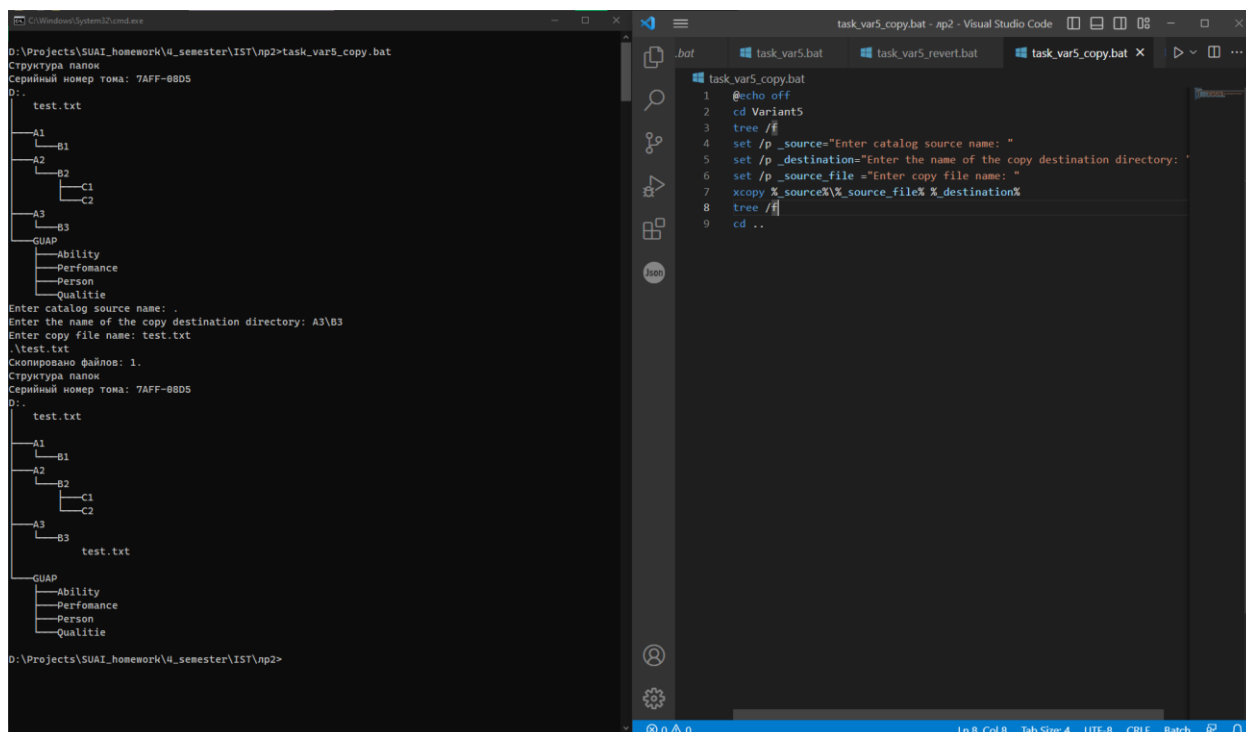 C:\Windows\System32\cmd.exe
D:\Projects\SUAI_homework\4_semester\IST\лр2>task_var5_copy.bat
Структура папок
Серийный номер тома: 7AFF-08D5
D:.
│   test.txt
│
├───A1
│   └───B1
├───A2
│   └───B2
│       ├───C1
│       └───C2
├───A3
│   └───B3
└───GUAP
    ├───Ability
    ├───Perfomance
    ├───Person
    └───Qualitie
Enter catalog source name: .
Enter the name of the copy destination directory: A3\B3
Enter copy file name: test.txt
.\test.txt
Скопировано файлов: 1.
Структура папок
Серийный номер тома: 7AFF-08D5
D:.
│   test.txt
│
├───A1
│   └───B1
├───A2
│   └───B2
│       ├───C1
│       └───C2
├───A3
│   └───B3
│           test.txt
│
└───GUAP
    ├───Ability
    ├───Perfomance
    ├───Person
    └───Qualitie
D:\Projects\SUAI_homework\4_semester\IST\лр2>
task_var5_copy.bat - лр2 - Visual Studio Code
.bat task_var5.bat task_var5_revert.bat task_var5_copy.bat
task_var5_copy.bat
1 @echo off
2 cd Variant5
3 tree /f
4 set /p _source="Enter catalog source name: "
5 set /p _destination="Enter the name of the copy destination directory: "
6 set /p _source_file ="Enter copy file name: "
7 xcopy %_source%\%_source_file% %_destination%
8 tree /f
9 cd ..
Json
0 0 Ln 8, Col 8 Tab Size: 4 UTF-8 CRLF Batch